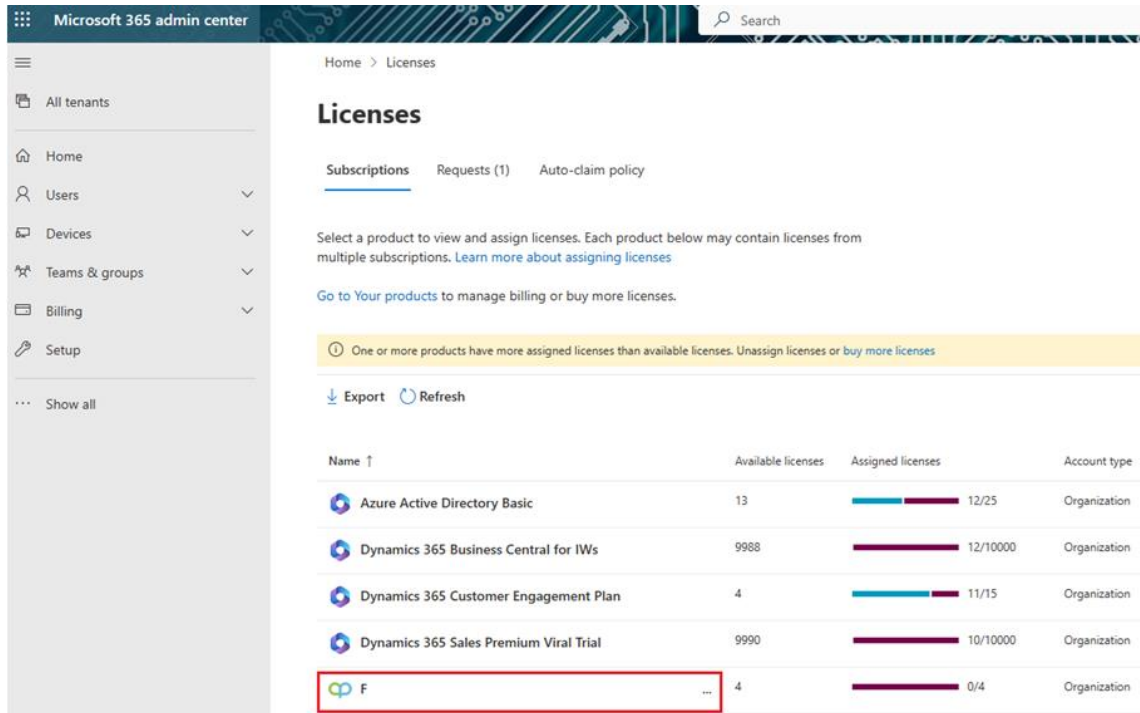 Microsoft 365 admin center
Search
Home > Licenses
All tenants
Licenses
Home
Subscriptions Requests (1) Auto-claim policy
Users
Devices
Select a product to view and assign licenses. Each product below may contain licenses from
multiple subscriptions. Learn more about assigning licenses
Teams & groups
Go to Your products to manage billing or buy more licenses.
Billing
Setup
One or more products have more assigned licenses than available licenses. Unassign licenses or buy more licenses
Export Refresh
... Show all
Name ↑ Available licenses Assigned licenses Account type
Azure Active Directory Basic 13 12/25 Organization
Dynamics 365 Business Central for IWs 9988 12/10000 Organization
Dynamics 365 Customer Engagement Plan 4 11/15 Organization
Dynamics 365 Sales Premium Viral Trial 9990 10/10000 Organization
F ... 4 0/4 Organization